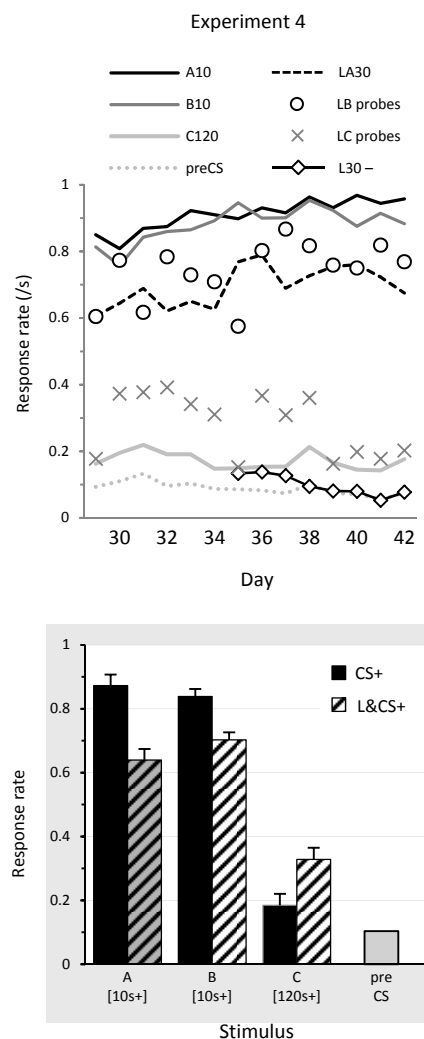 Experiment 4
A10 LA30
B10 LB probes
C120 LC probes
preCS L30 –
1
0.8
0.6
0.4
0.2
0
Response rate (/s)
30 32 34 36 38 40 42
Day
1
0.8
0.6
0.4
0.2
0
Response rate
CS+
L&CS+
A B C pre
[10s+] [10s+] [120s+] CS
Stimulus